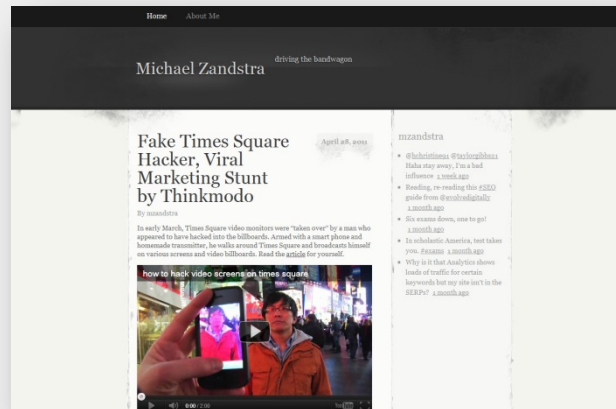 Home About Me
Michael Zandstra
driving the bandwagon
Fake Times Square
Hacker, Viral
Marketing Stunt
by Thinkmodo
April 28, 2011
By mzandstra
In early March, Times Square video monitors were "taken over" by a man who
appeared to have hacked into the billboards. Armed with a smart phone and
homemade transmitter, he walks around Times Square and broadcasts himself
on various screens and video billboards. Read the article for yourself.
how to hack video screens on times square
0:00 / 2:00
mzandstra
Haha stay away, I'm a bad
influence 1 week ago
Reading, re-reading this #SEO
guide from @evolvedigitally
1 month ago
Six exams down, one to go!
1 month ago
In scholastic America, test takes
you. #exams 1 month ago
Why is it that Analytics shows
loads of traffic for certain
keywords but my site isn't in the
SERPs? 1 month ago